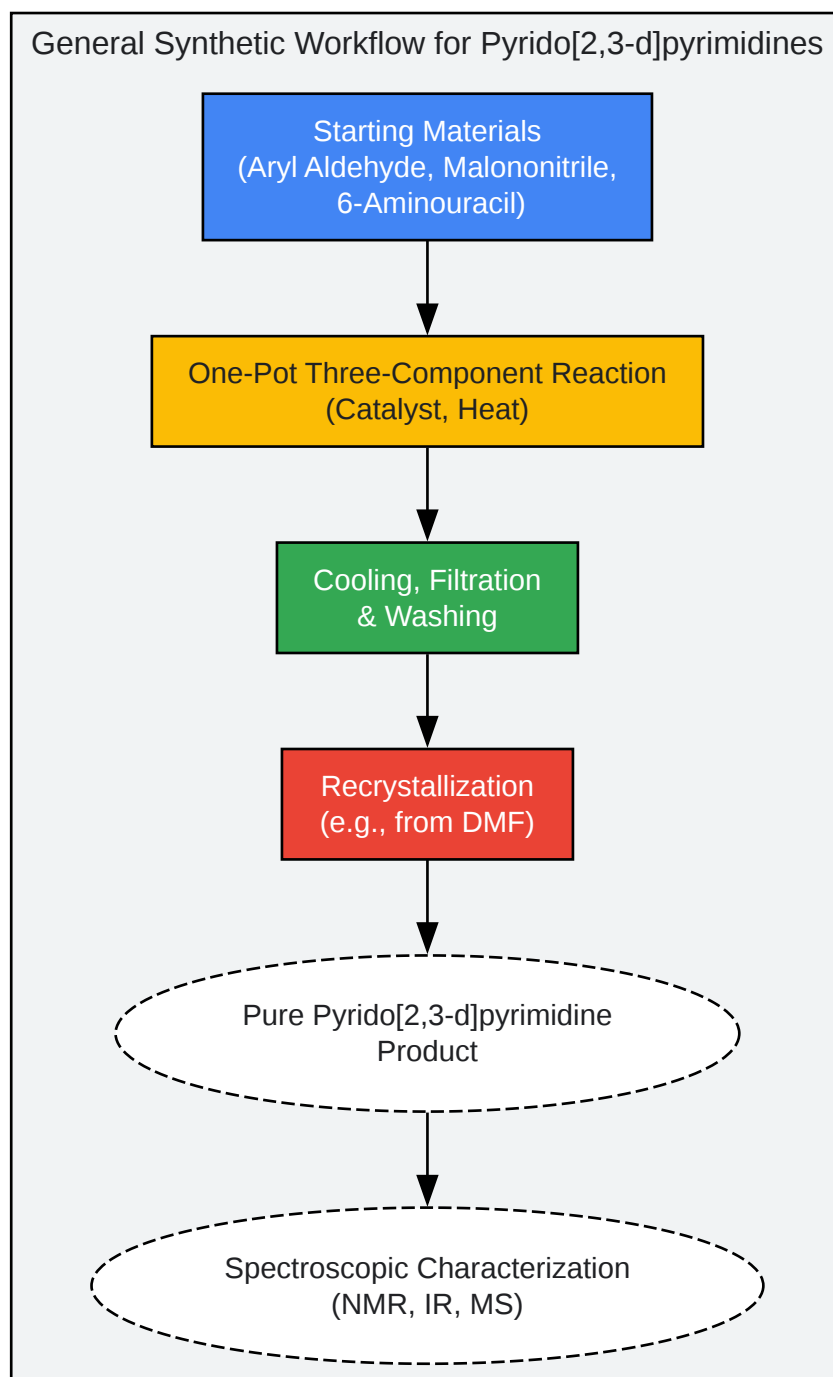 General Synthetic Workflow for Pyrido[2,3-d]pyrimidines
Starting Materials
(Aryl Aldehyde, Malononitrile,
6-Aminouracil)
One-Pot Three-Component Reaction
(Catalyst, Heat)
Cooling, Filtration
& Washing
Recrystallization
(e.g., from DMF)
Pure Pyrido[2,3-d]pyrimidine
Product
Spectroscopic Characterization
(NMR, IR, MS)